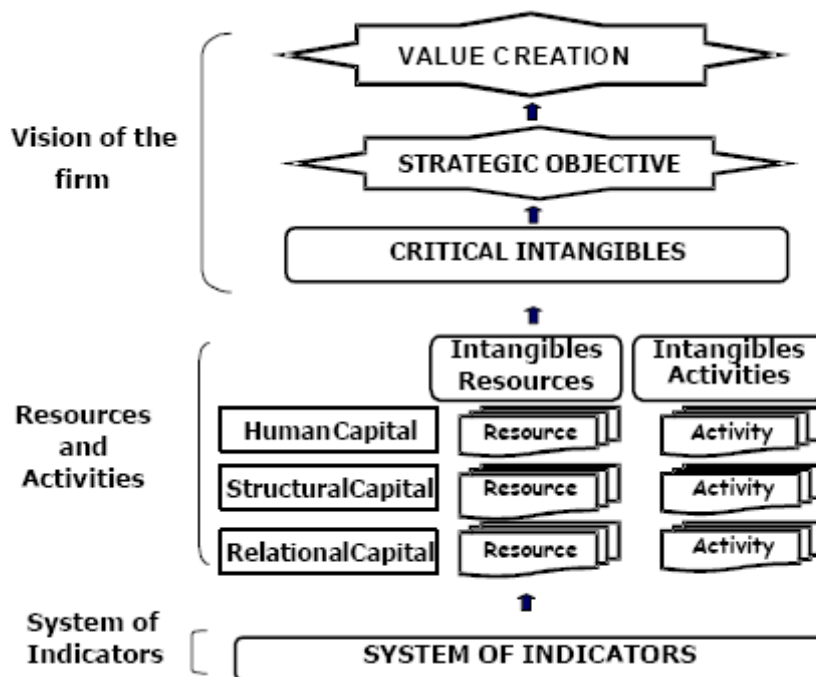 VALUE CREATION
Vision of the
firm
STRATEGIC OBJECTIVE
CRITICAL INTANGIBLES
Intangibles
Resources
Intangibles
Activities
Resources
and
Activities
HumanCapital
Resource
Activity
StructuralCapital
Resource
Activity
RelationalCapital
Resource
Activity
System of
Indicators
SYSTEM OF INDICATORS